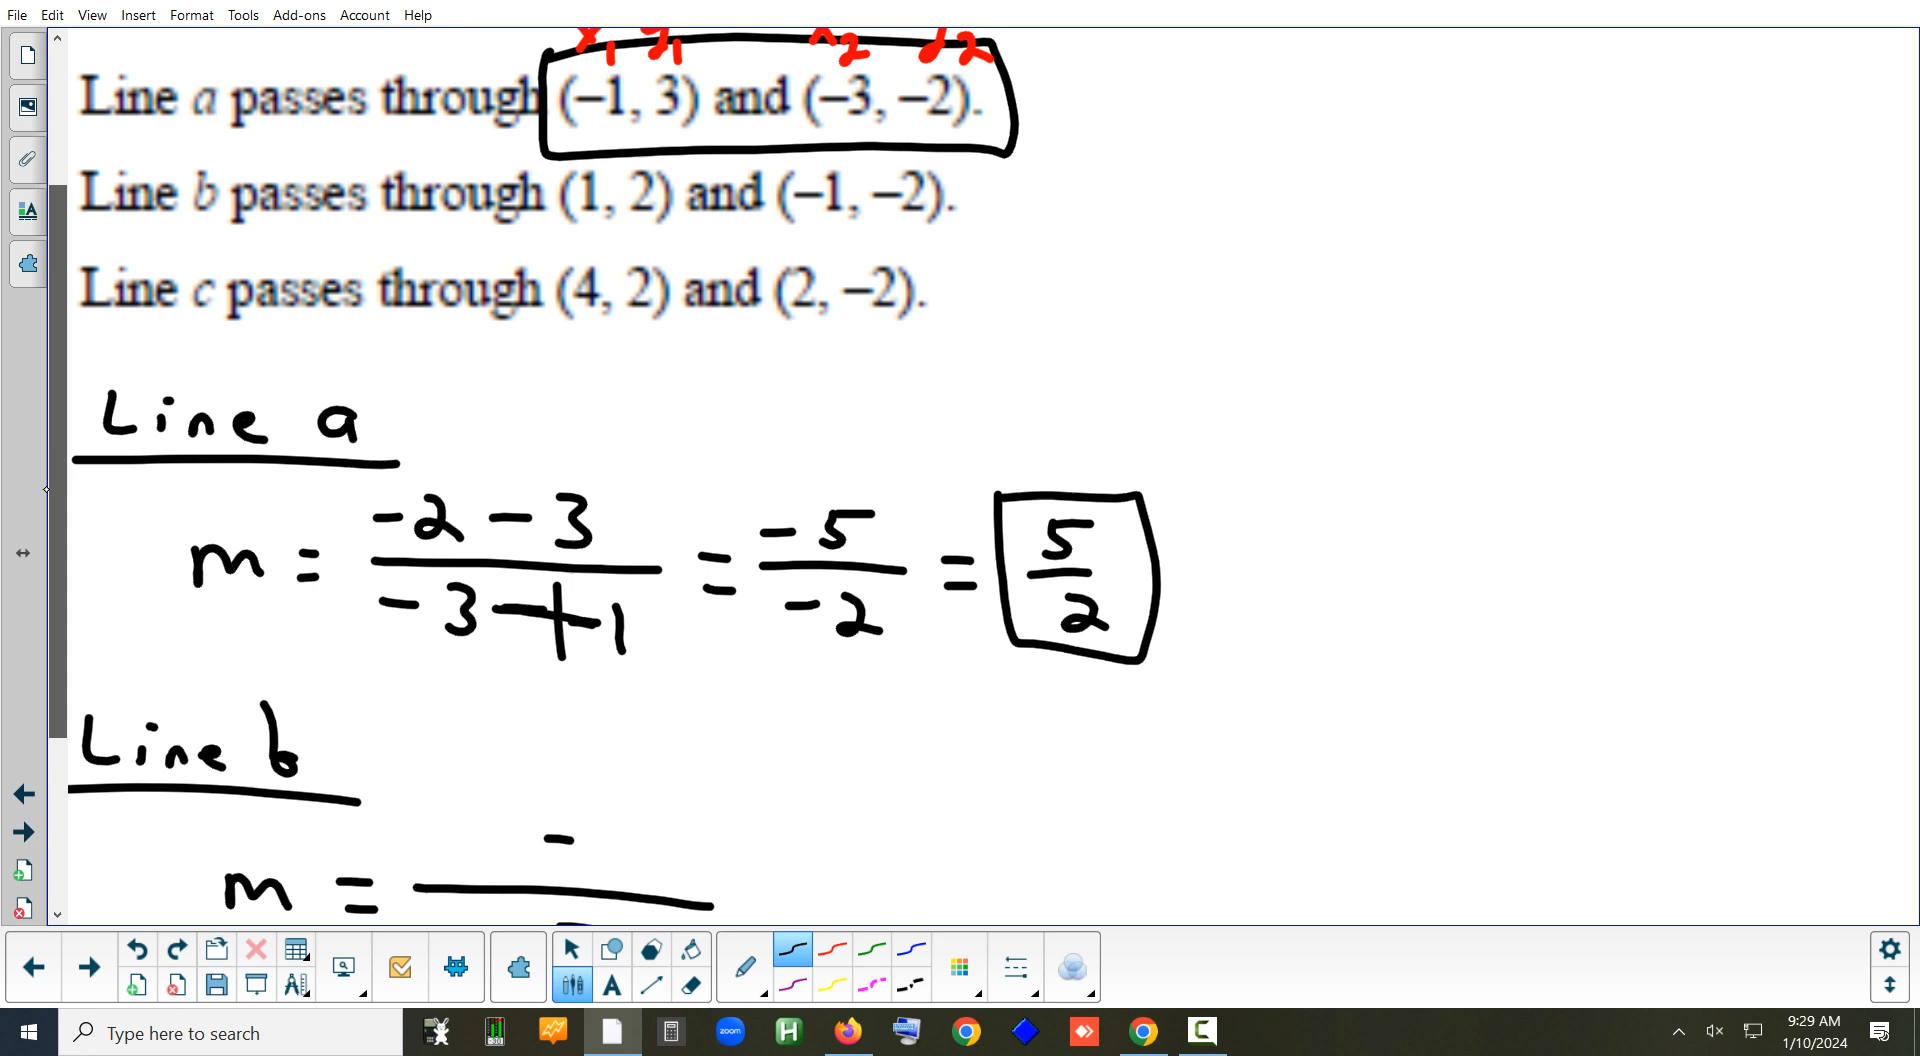 File Edit View Insert Format Tools Add-ons Account Help
x1 y1 x2 y2
Line a passes through (−1, 3) and (−3, −2).
Line b passes through (1, 2) and (−1, −2).
Line c passes through (4, 2) and (2, −2).
Line a
m = -2 - 3 / -3 + 1 = -5 / -2 = 5 / 2
Line b
m = -
A
Type here to search
zoom
H
C
9:29 AM
1/10/2024